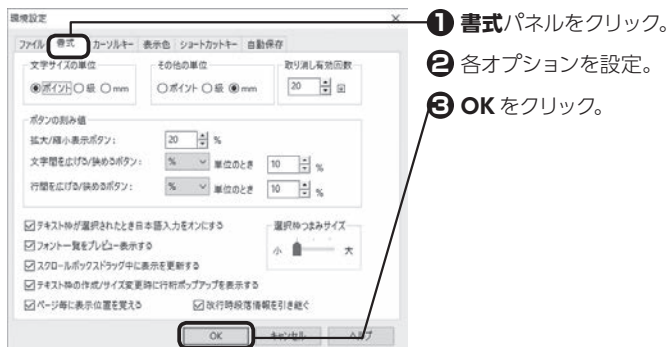 環境設定
ファイル 書式 カーソルキー 表示色 ショートカットキー 自動保存
文字サイズの単位 その他の単位 取り消し有効回数
ポイント 級 mm ポイント 級 mm 20 回
ボタンの刻み値
拡大/縮小表示ボタン: 20 %
文字間を広げる/狭めるボタン: % 単位のとき 10 %
行間を広げる/狭めるボタン: % 単位のとき 10 %
テキスト枠が選択されたとき日本語入力をオンにする 選択枠つまみサイズ
フォント一覧をプレビュー表示する 小 大
スクロールボックスドラッグ中に表示を更新する
テキスト枠の作成/サイズ変更時に行桁ポップアップを表示する
ページ毎に表示位置を覚える 改行時段落情報を引き継ぐ
OK キャンセル ヘルプ
❶ 書式パネルをクリック。
❷ 各オプションを設定。
❸ OK をクリック。